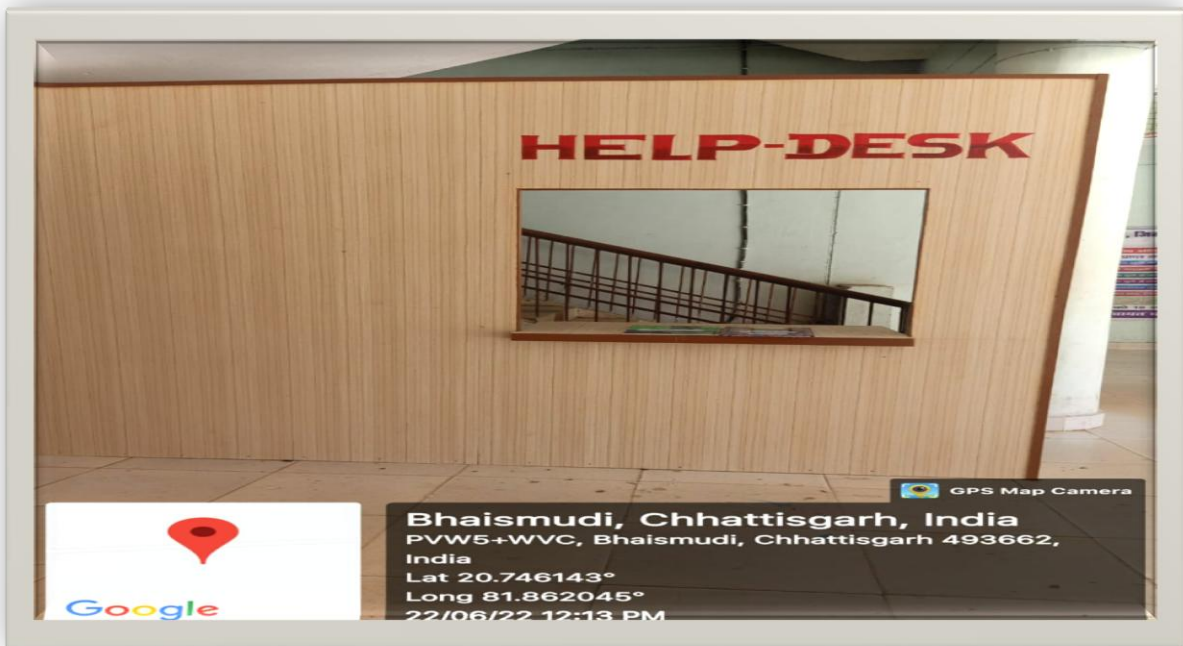 HELP-DESK
GPS Map Camera
Bhaismudi, Chhattisgarh, India
PVW5+WVC, Bhaismudi, Chhattisgarh 493662,
India
Lat 20.746143°
Long 81.862045°
22/06/22 12:13 PM
Google